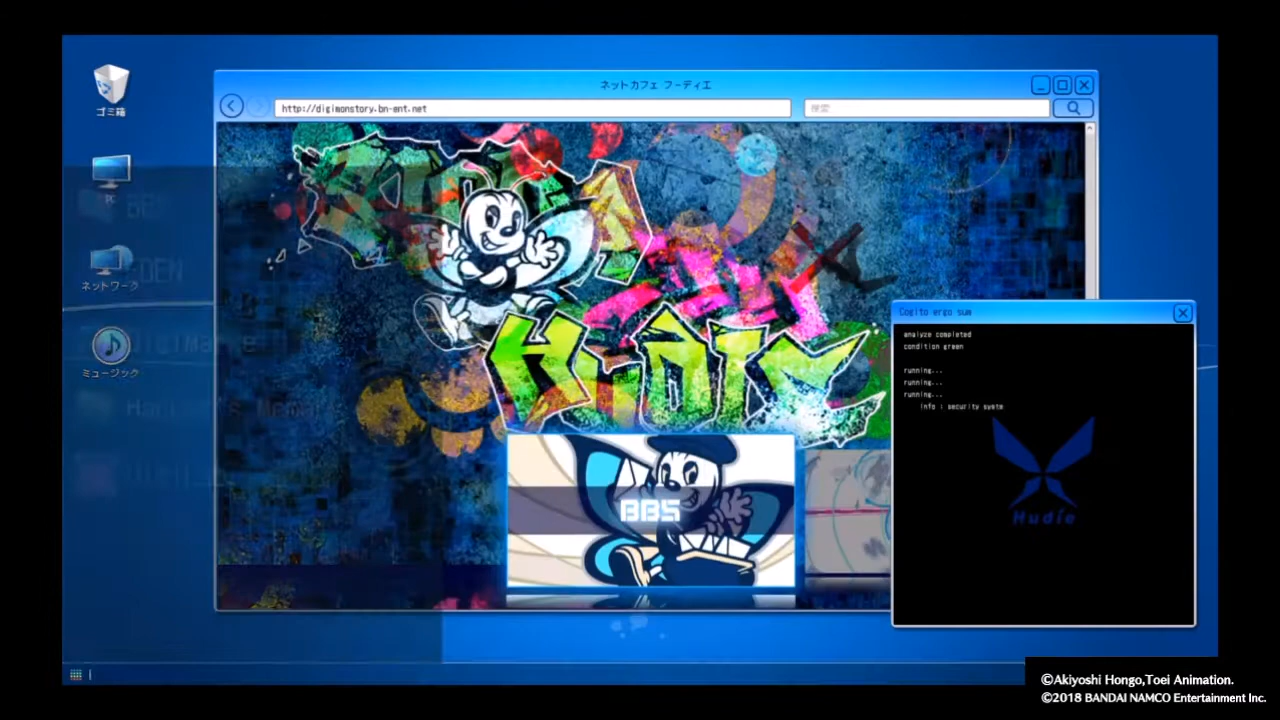 ゴミ箱
PC
ネットワーク
ミュージック
EDEN
ネットカフェ フーディエ
http://digimonstory.bn-ent.net
検索
Hudie
BBS
Cogito ergo sum
analyze completed
condition green
running...
running...
running...
info : security systm
Hudie
©Akiyoshi Hongo,Toei Animation.
©2018 BANDAI NAMCO Entertainment Inc.